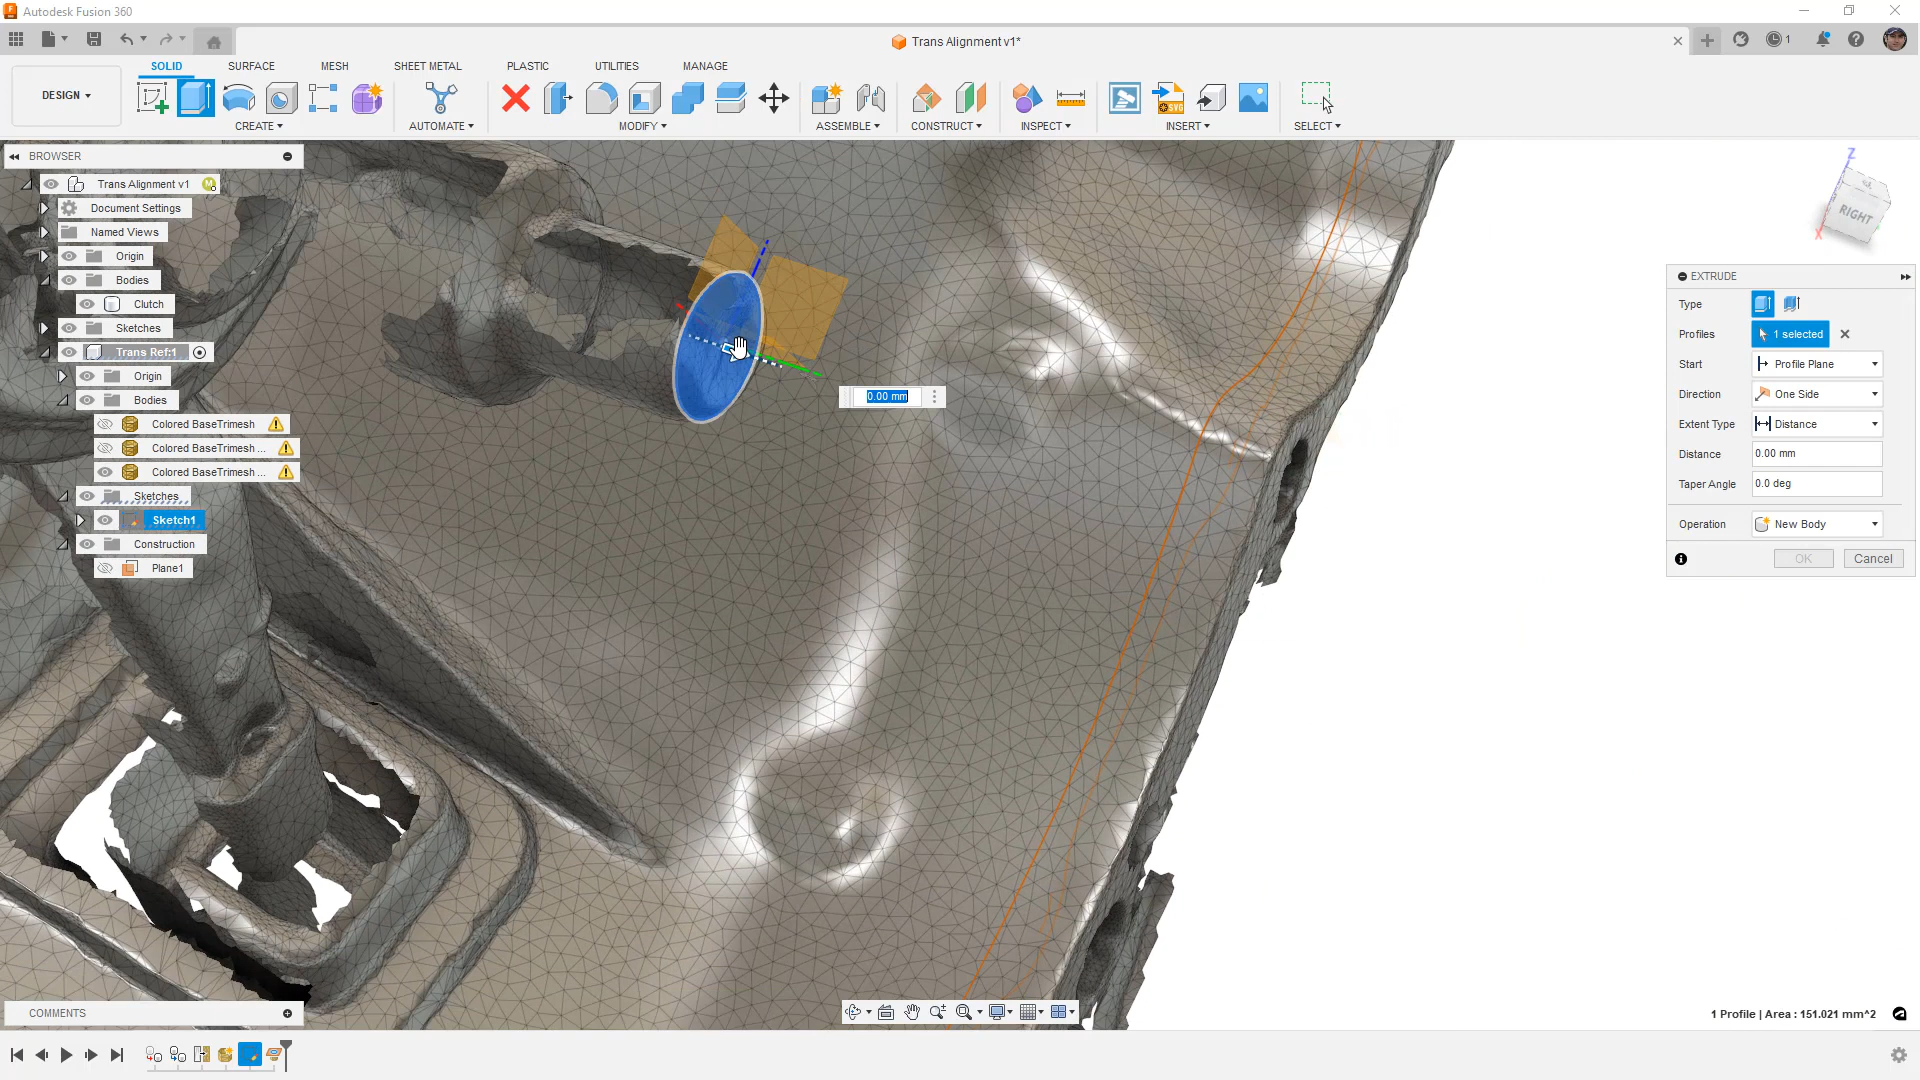 Autodesk Fusion 360
Trans Alignment v1*
1
DESIGN
SOLID
SURFACE
MESH
SHEET METAL
PLASTIC
UTILITIES
MANAGE
CREATE
AUTOMATE
MODIFY
ASSEMBLE
CONSTRUCT
INSPECT
INSERT
SELECT
BROWSER
Trans Alignment v1
Document Settings
Named Views
Origin
Bodies
Clutch
Sketches
Trans Ref:1
Origin
Bodies
Colored BaseTrimesh
Colored BaseTrimesh ...
Colored BaseTrimesh ...
Sketches
Sketch1
Construction
Plane1
0.00 mm
Z
RIGHT
X
EXTRUDE
Type
Profiles
1 selected
Start
Profile Plane
Direction
One Side
Extent Type
Distance
Distance
0.00 mm
Taper Angle
0.0 deg
Operation
New Body
OK
Cancel
COMMENTS
1 Profile | Area : 151.021 mm^2